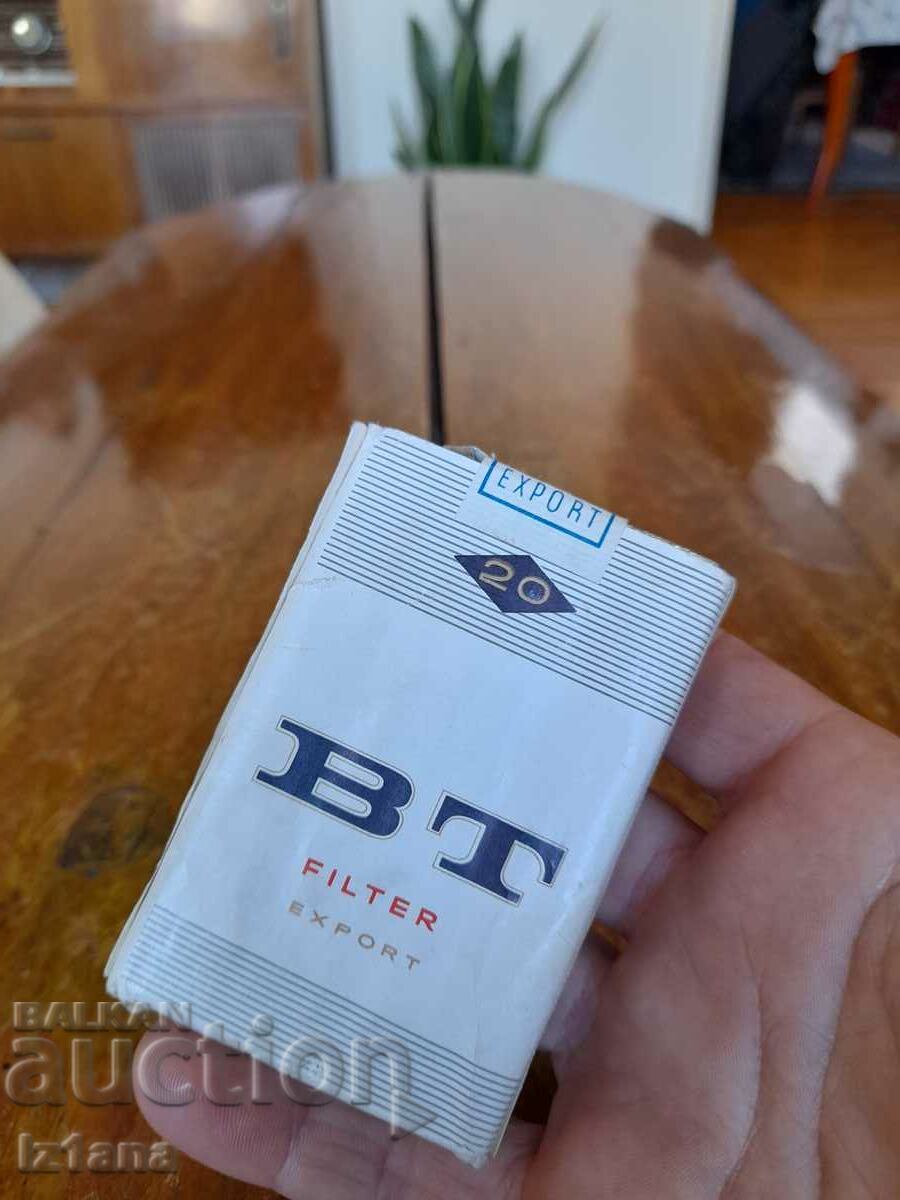 EXPORT
20
BT
FILTER
EXPORT
BALKAN
auction
Iz1ana